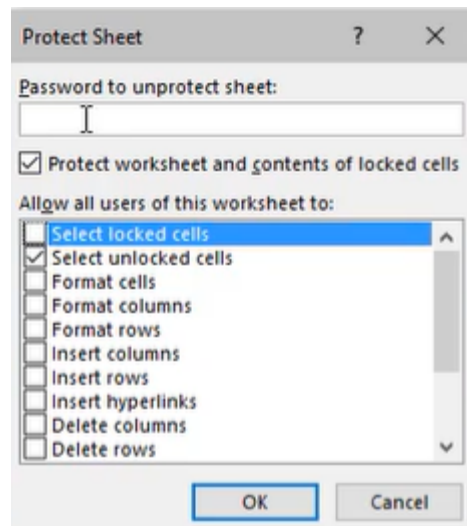 Protect Sheet ? ×
Password to unprotect sheet:
Protect worksheet and contents of locked cells
Allow all users of this worksheet to:
Select locked cells
Select unlocked cells
Format cells
Format columns
Format rows
Insert columns
Insert rows
Insert hyperlinks
Delete columns
Delete rows
OK Cancel